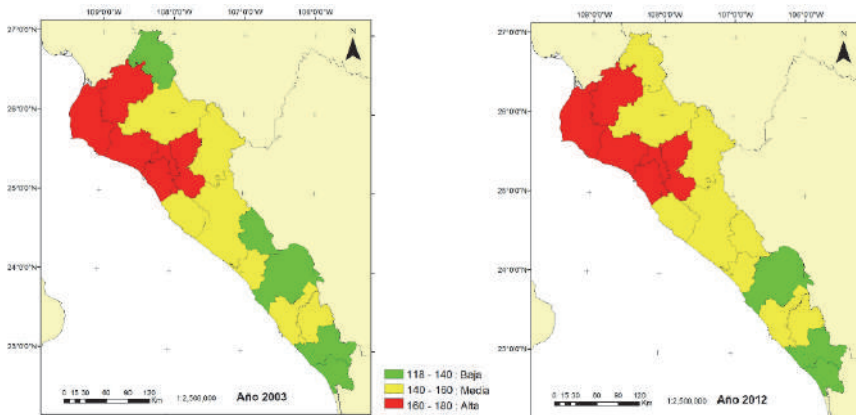 109°0'0"W 108°0'0"W 107°0'0"W 106°0'0"W
27°0'0"N
26°0'0"N
25°0'0"N
24°0'0"N
23°0'0"N
N
0 15 30 60 90 120
Km
1:2,500,000
Año 2003
118 - 140 : Baja
140 - 160 : Media
160 - 180 : Alta
109°0'0"W 108°0'0"W 107°0'0"W 106°0'0"W
27°0'0"N
26°0'0"N
25°0'0"N
24°0'0"N
23°0'0"N
N
0 15 30 60 90 120
Km
1:2,500,000
Año 2012